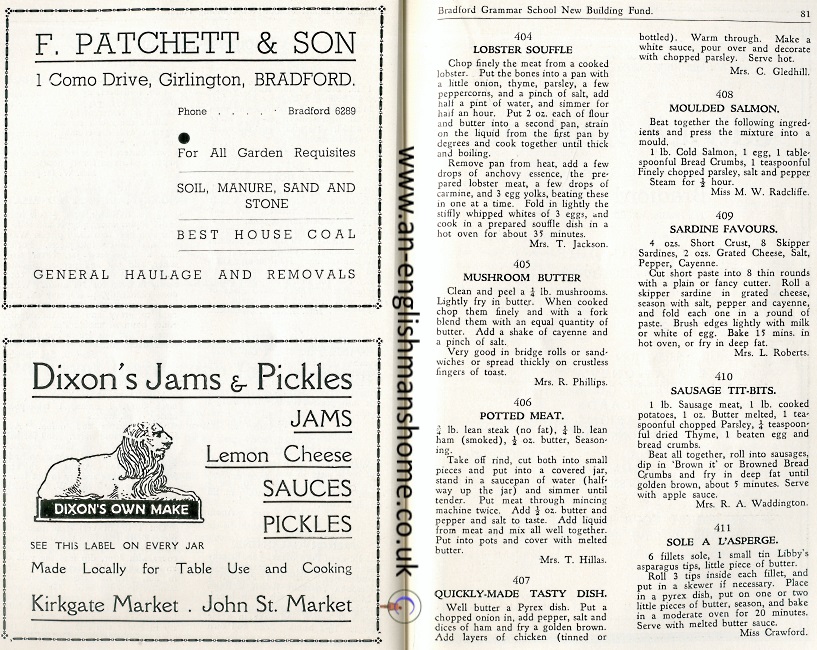 F. PATCHETT & SON
1 Como Drive, Girlington, BRADFORD.
Phone . . . . . Bradford 6289
For All Garden Requisites
SOIL, MANURE, SAND AND
STONE
BEST HOUSE COAL
GENERAL HAULAGE AND REMOVALS
Dixon's Jams & Pickles
JAMS
Lemon Cheese
SAUCES
PICKLES
DIXON'S OWN MAKE
SEE THIS LABEL ON EVERY JAR
Made Locally for Table Use and Cooking
Kirkgate Market . John St. Market
www.an-englishmanshome.co.uk
Bradford Grammar School New Building Fund. 81
404
LOBSTER SOUFFLE
Chop finely the meat from a cooked
lobster. Put the bones into a pan with
a little onion, thyme, parsley, a few
peppercorns, and a pinch of salt, add
half a pint of water, and simmer for
half an hour. Put 2 oz. each of flour
and butter into a second pan, strain
on the liquid from the first pan by
degrees and cook together until thick
and boiling.
Remove pan from heat, add a few
drops of anchovy essence, the pre-
pared lobster meat, a few drops of
carmine, and 3 egg yolks, beating these
in one at a time. Fold in lightly the
stiffly whipped whites of 3 eggs, and
cook in a prepared souffle dish in a
hot oven for about 35 minutes.
Mrs. T. Jackson.
405
MUSHROOM BUTTER
Clean and peel a ¼ lb. mushrooms.
Lightly fry in butter. When cooked
chop them finely and with a fork
blend them with an equal quantity of
butter. Add a shake of cayenne and
a pinch of salt.
Very good in bridge rolls or sand-
wiches or spread thickly on crustless
fingers of toast.
Mrs. R. Phillips.
406
POTTED MEAT.
lb. lean steak (no fat), lb. lean
ham (smoked), ½ oz. butter, Season-
ing.
Take off rind, cut both into small
pieces and put into a covered jar,
stand in a saucepan of water (half-
way up the jar) and simmer until
tender. Put meat through mincing
machine twice. Add ½ oz. butter and
pepper and salt to taste. Add liquid
from meat and mix all well together.
Put into pots and cover with melted
butter.
Mrs. T. Hillas.
407
QUICKLY-MADE TASTY DISH.
Well butter a Pyrex dish. Put a
chopped onion in, add pepper, salt and
dices of ham and fry a golden brown.
Add layers of chicken (tinned or
bottled). Warm through. Make a
white sauce, pour over and decorate
with chopped parsley. Serve hot.
Mrs. C. Gledhill.
408
MOULDED SALMON.
Beat together the following ingred-
ients and press the mixture into a
mould.
1 lb. Cold Salmon, 1 egg, 1 table-
spoonful Bread Crumbs, 1 teaspoonful
Finely chopped parsley, salt and pepper
Steam for ½ hour.
Miss M. W. Radcliffe.
409
SARDINE FAVOURS.
4 ozs. Short Crust, 8 Skipper
Sardines, 2 ozs. Grated Cheese, Salt,
Pepper, Cayenne.
Cut short paste into 8 thin rounds
with a plain or fancy cutter. Roll a
skipper sardine in grated cheese,
season with salt, pepper and cayenne,
and fold each one in a round of
paste. Brush edges lightly with milk
or white of egg. Bake 15 mins. in
hot oven, or fry in deep fat.
Mrs. L. Roberts.
410
SAUSAGE TIT-BITS.
1 lb. Sausage meat, 1 lb. cooked
potatoes, 1 oz. Butter melted, 1 tea-
spoonful chopped Parsley, teaspoon-
ful dried Thyme, 1 beaten egg and
bread crumbs.
Beat all together, roll into sausages,
dip in 'Brown it' or Browned Bread
Crumbs and fry in deep fat until
golden brown, about 5 minutes. Serve
with apple sauce.
Mrs. R. A. Waddington.
411
SOLE A L'ASPERGE.
6 fillets sole, 1 small tin Libby's
asparagus tips, little piece of butter.
Roll 3 tips inside each fillet, and
put in a skewer if necessary. Place
in a pyrex dish, put on one or two
little pieces of butter, season, and bake
in a moderate oven for 20 minutes.
Serve with melted butter sauce.
Miss Crawford.